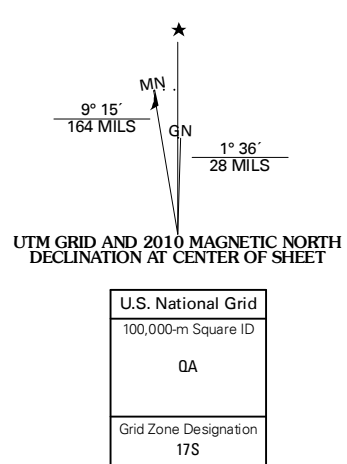 ★
MN
9° 15´
164 MILS
GN
1° 36´
28 MILS
UTM GRID AND 2010 MAGNETIC NORTH
DECLINATION AT CENTER OF SHEET
U.S. National Grid
100,000-m Square ID
QA
Grid Zone Designation
17S